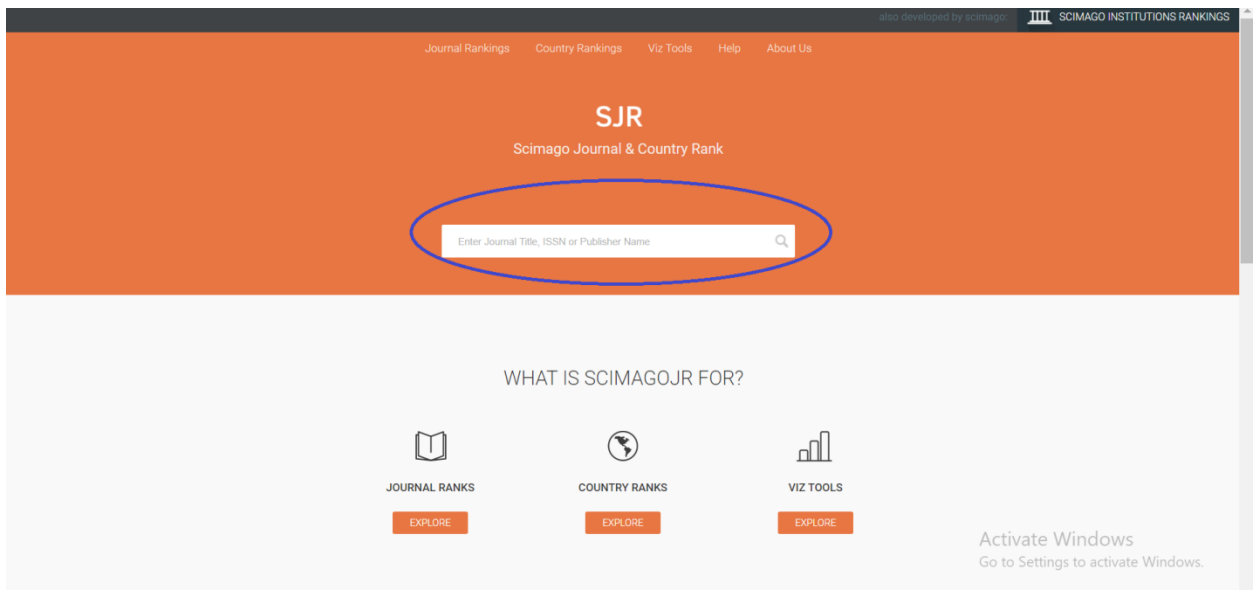 also developed by scimago: SCIMAGO INSTITUTIONS RANKINGS
Journal Rankings Country Rankings Viz Tools Help About Us
SJR
Scimago Journal & Country Rank
Enter Journal Title, ISSN or Publisher Name
WHAT IS SCIMAGOJR FOR?
JOURNAL RANKS COUNTRY RANKS VIZ TOOLS
EXPLORE EXPLORE EXPLORE
Activate Windows
Go to Settings to activate Windows.